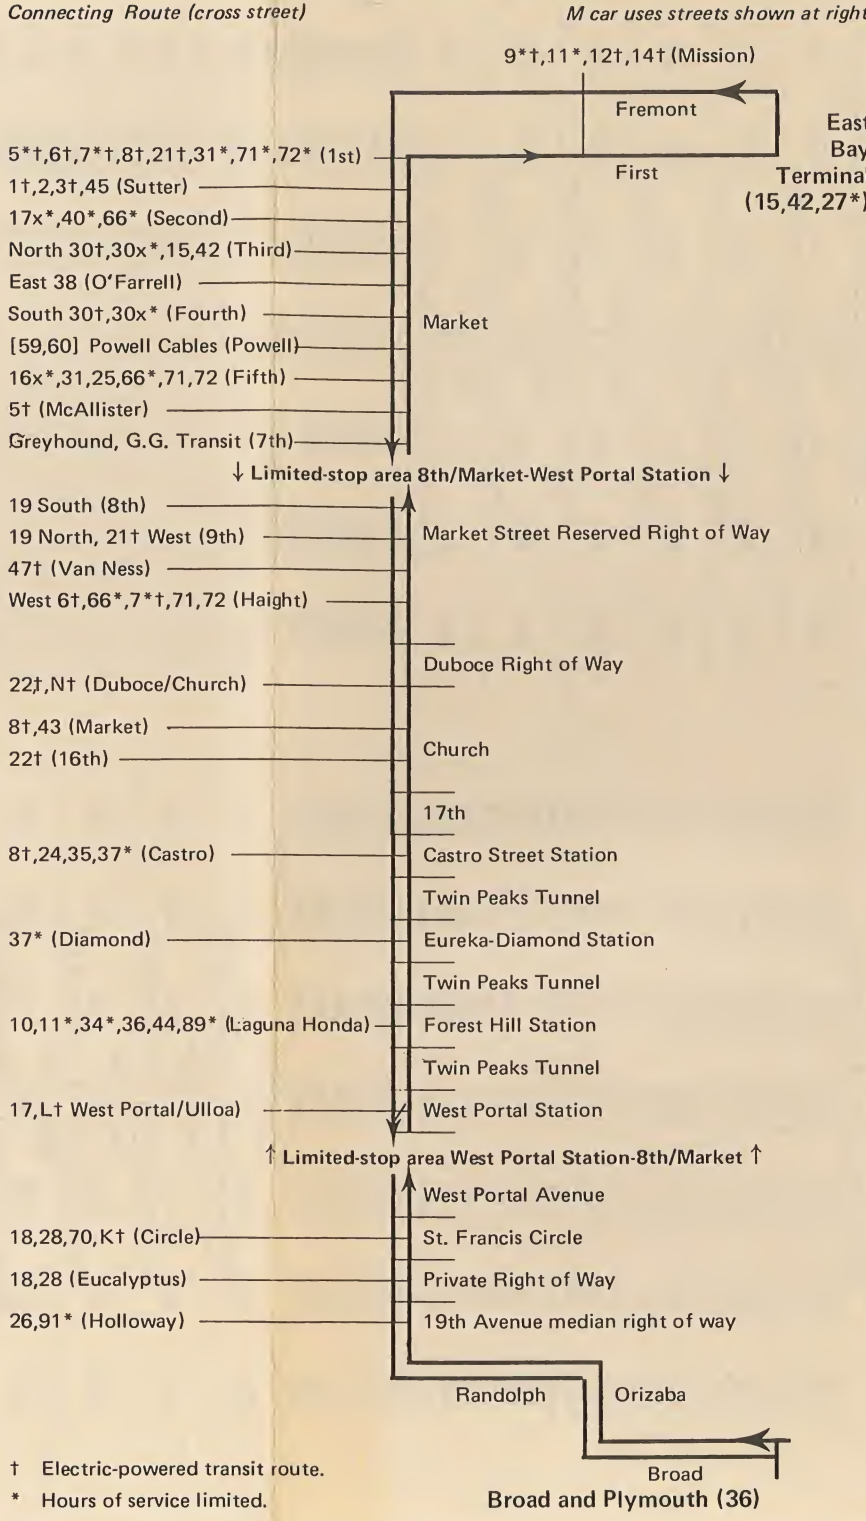 Connecting Route (cross street)
M car uses streets shown at right
9*†,11*,12†,14† (Mission)
Fremont
East
Bay
Termina
(15,42,27*)
5*†,6†,7*†,8†,21†,31*,71*,72* (1st)
First
1†,2,3†,45 (Sutter)
17x*,40*,66* (Second)
North 30†,30x*,15,42 (Third)
East 38 (O'Farrell)
South 30†,30x* (Fourth)
Market
[59,60] Powell Cables (Powell)
16x*,31,25,66*,71,72 (Fifth)
5† (McAllister)
Greyhound, G.G. Transit (7th)
↓ Limited-stop area 8th/Market-West Portal Station ↓
19 South (8th)
19 North, 21† West (9th)
Market Street Reserved Right of Way
47† (Van Ness)
West 6†,66*,7*†,71,72 (Haight)
Duboce Right of Way
22†,N† (Duboce/Church)
8†,43 (Market)
Church
22† (16th)
17th
8†,24,35,37* (Castro)
Castro Street Station
Twin Peaks Tunnel
37* (Diamond)
Eureka-Diamond Station
Twin Peaks Tunnel
10,11*,34*,36,44,89* (Laguna Honda)
Forest Hill Station
Twin Peaks Tunnel
17,L† West Portal/Ulloa)
West Portal Station
↑ Limited-stop area West Portal Station-8th/Market ↑
West Portal Avenue
18,28,70,K† (Circle)
St. Francis Circle
18,28 (Eucalyptus)
Private Right of Way
26,91* (Holloway)
19th Avenue median right of way
Randolph
Orizaba
† Electric-powered transit route.
Broad
* Hours of service limited.
Broad and Plymouth (36)